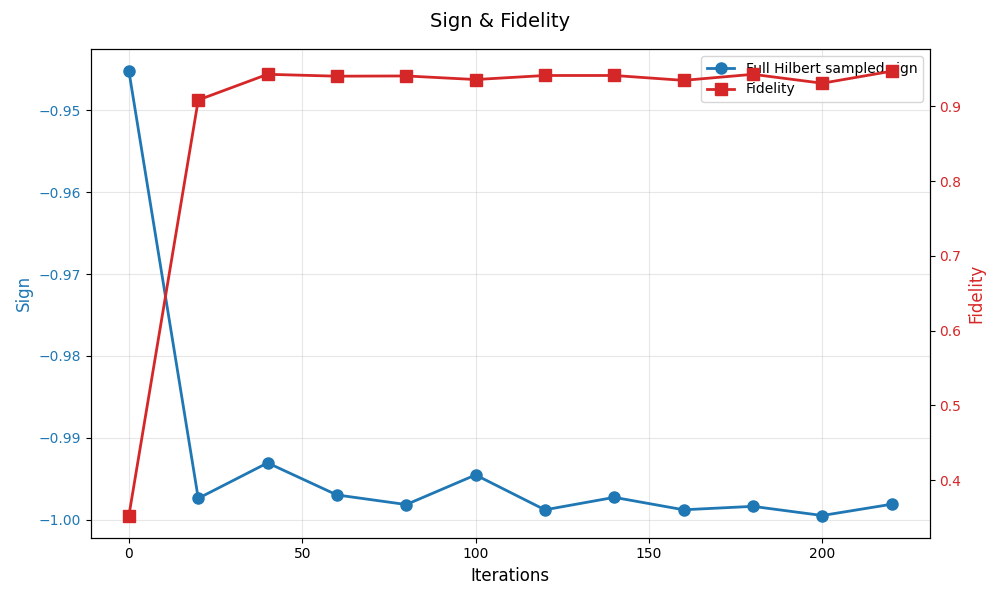 Sign & Fidelity
Full Hilbert sampled sign
Fidelity
−0.95
−0.96
−0.97
−0.98
−0.99
−1.00
Sign
0.9
0.8
0.7
0.6
0.5
0.4
Fidelity
0 50 100 150 200
Iterations